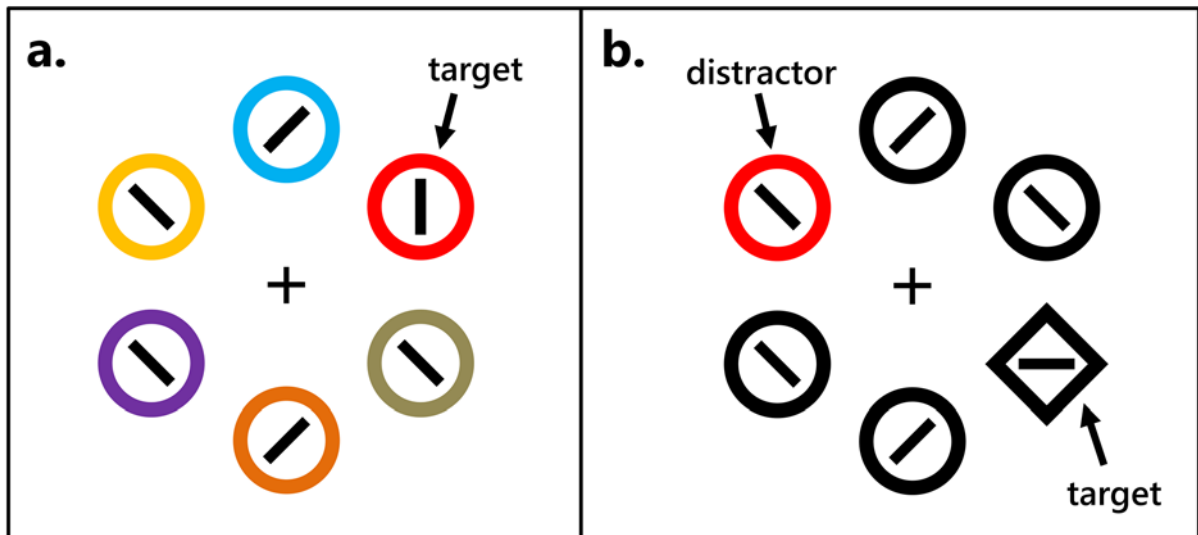 a.
target
b.
distractor
target